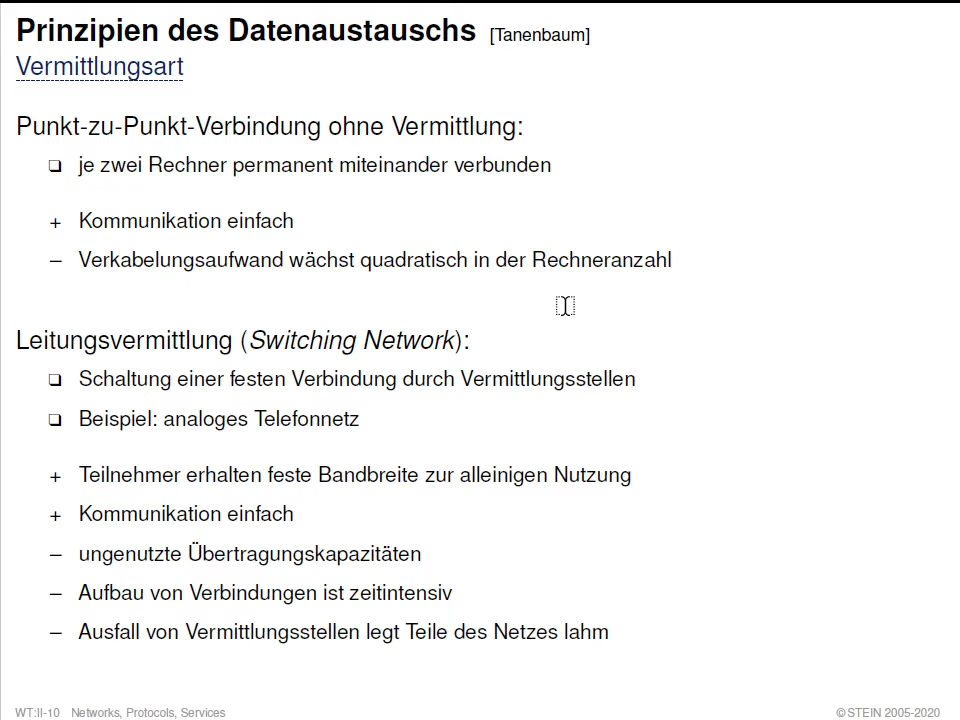 Prinzipien des Datenaustauschs [Tanenbaum]
Vermittlungsart
Punkt-zu-Punkt-Verbindung ohne Vermittlung:
❑ je zwei Rechner permanent miteinander verbunden
+ Kommunikation einfach
– Verkabelungsaufwand wächst quadratisch in der Rechneranzahl
Leitungsvermittlung (Switching Network):
❑ Schaltung einer festen Verbindung durch Vermittlungsstellen
❑ Beispiel: analoges Telefonnetz
+ Teilnehmer erhalten feste Bandbreite zur alleinigen Nutzung
+ Kommunikation einfach
– ungenutzte Übertragungskapazitäten
– Aufbau von Verbindungen ist zeitintensiv
– Ausfall von Vermittlungsstellen legt Teile des Netzes lahm
WT:II-10 Networks, Protocols, Services ©STEIN 2005-2020